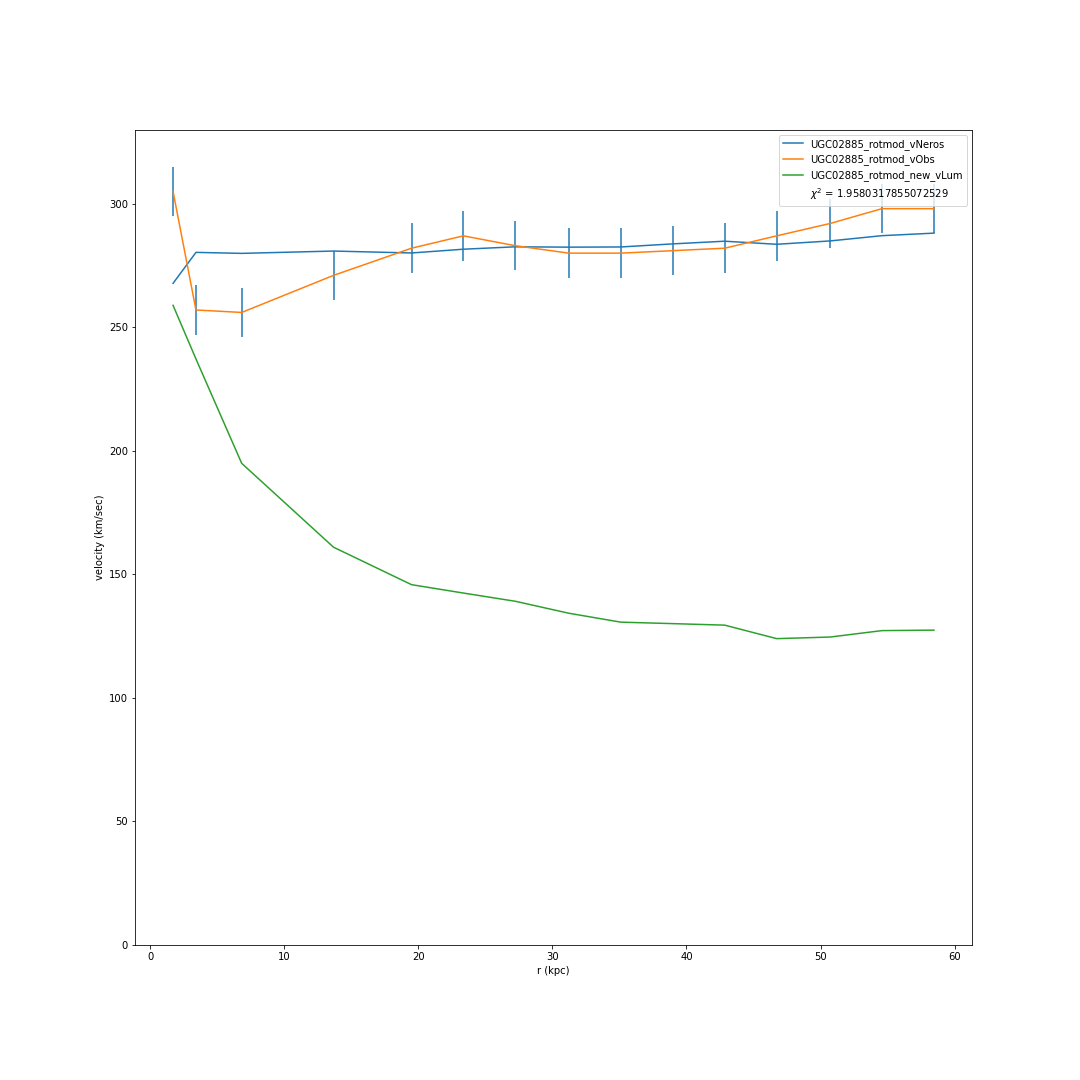 UGC02885_rotmod_vNeros
UGC02885_rotmod_vObs
UGC02885_rotmod_new_vLum
χ² = 1.9580317855072529
300
250
200
150
100
50
0
velocity (km/sec)
0 10 20 30 40 50 60
r (kpc)